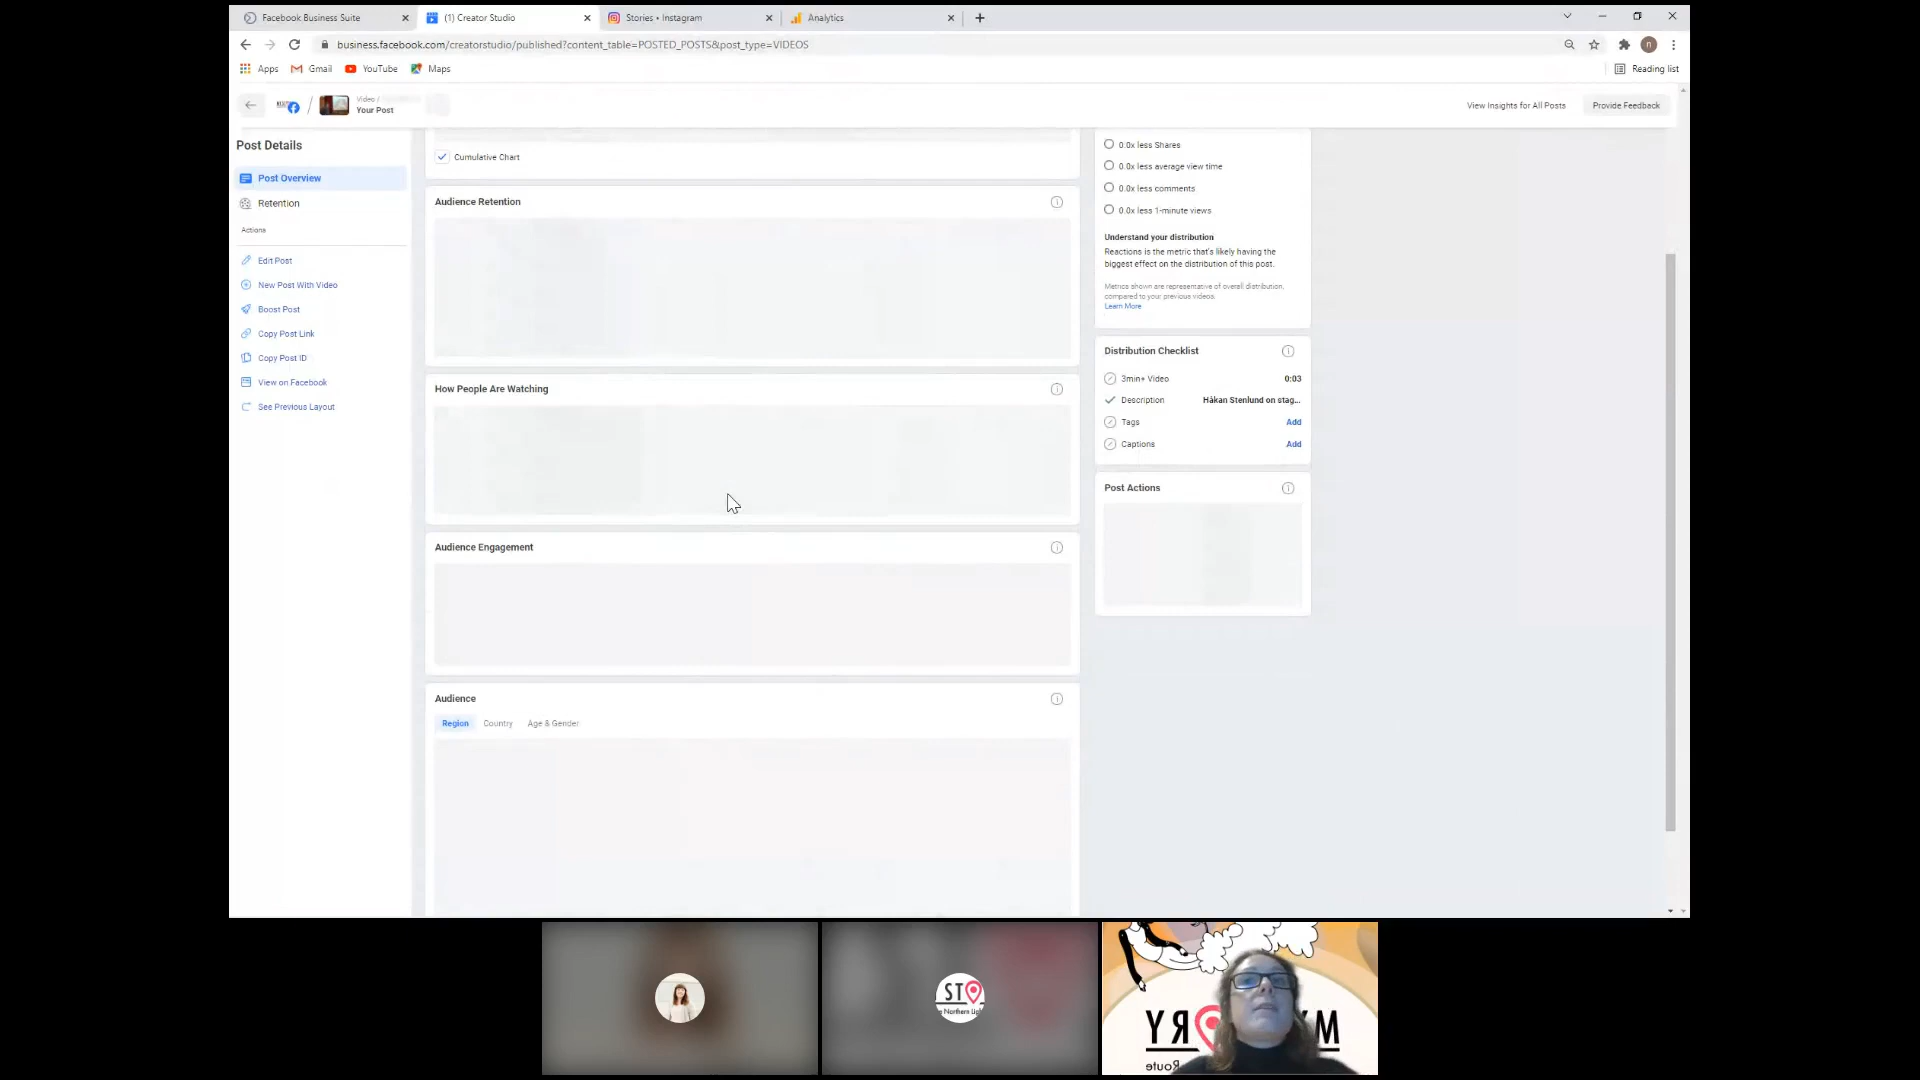 Facebook Business Suite
(1) Creator Studio
Stories • Instagram
Analytics
business.facebook.com/creatorstudio/published?content_table=POSTED_POSTS&post_type=VIDEOS
Apps
Gmail
YouTube
Maps
Reading list
Video /
Your Post
View Insights for All Posts
Provide Feedback
Post Details
Post Overview
Retention
Actions
Edit Post
New Post With Video
Boost Post
Copy Post Link
Copy Post ID
View on Facebook
See Previous Layout
Cumulative Chart
Audience Retention
How People Are Watching
Audience Engagement
Audience
Region
Country
Age & Gender
0.0x less Shares
0.0x less average view time
0.0x less comments
0.0x less 1-minute views
Understand your distribution
Reactions is the metric that's likely having the
biggest effect on the distribution of this post.
Metrics shown are representative of overall distribution,
compared to your previous videos.
Learn More
Distribution Checklist
3min+ Video 0:03
Description Håkan Stenlund on stag...
Tags Add
Captions Add
Post Actions
ST
Northern